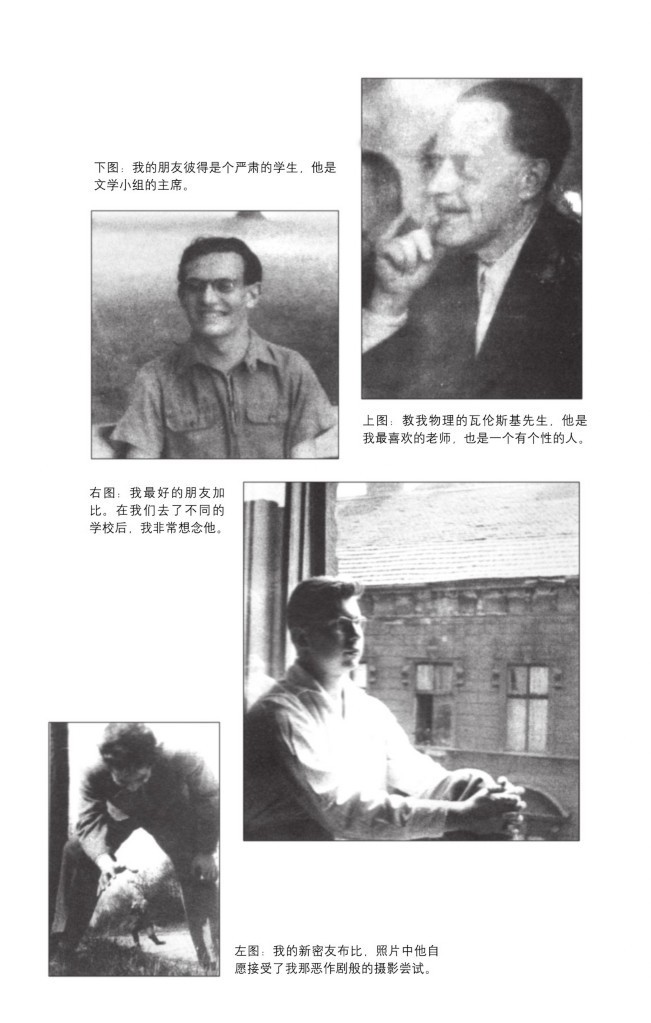 下图：我的朋友彼得是个严肃的学生，他是
文学小组的主席。
上图：教我物理的瓦伦斯基先生，他是
我最喜欢的老师，也是一个有个性的人。
右图：我最好的朋友加
比。在我们去了不同的
学校后，我非常想念他。
左图：我的新密友布比，照片中他自
愿接受了我那恶作剧般的摄影尝试。